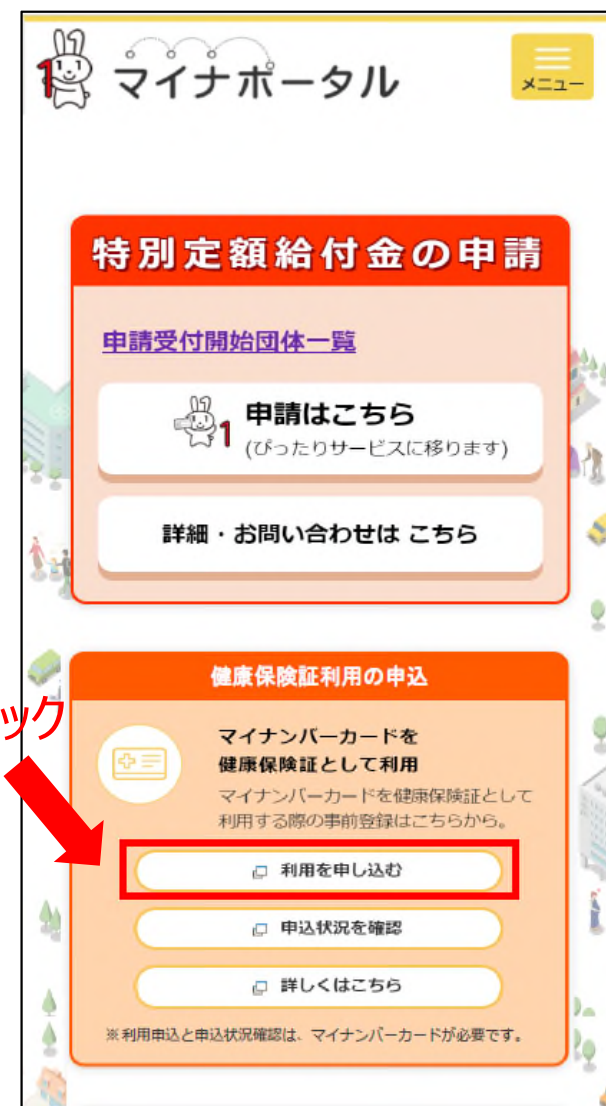 マイナポータル
メニュー
特別定額給付金の申請
申請受付開始団体一覧
1 申請はこちら
(ぴったりサービスに移ります)
詳細・お問い合わせは こちら
健康保険証利用の申込
ック
マイナンバーカードを
健康保険証として利用
マイナンバーカードを健康保険証として
利用する際の事前登録はこちらから。
利用を申し込む
申込状況を確認
詳しくはこちら
※利用申込と申込状況確認は、マイナンバーカードが必要です。